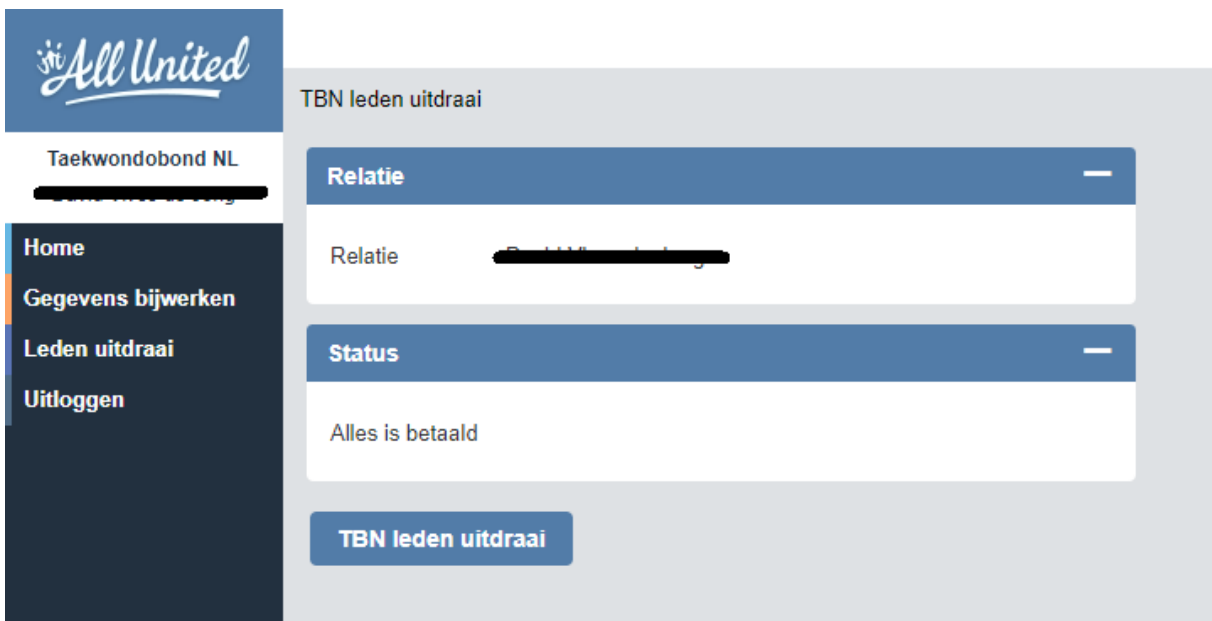 All United
Taekwondobond NL
Home
Gegevens bijwerken
Leden uitdraai
Uitloggen
TBN leden uitdraai
Relatie
Relatie
Status
Alles is betaald
TBN leden uitdraai